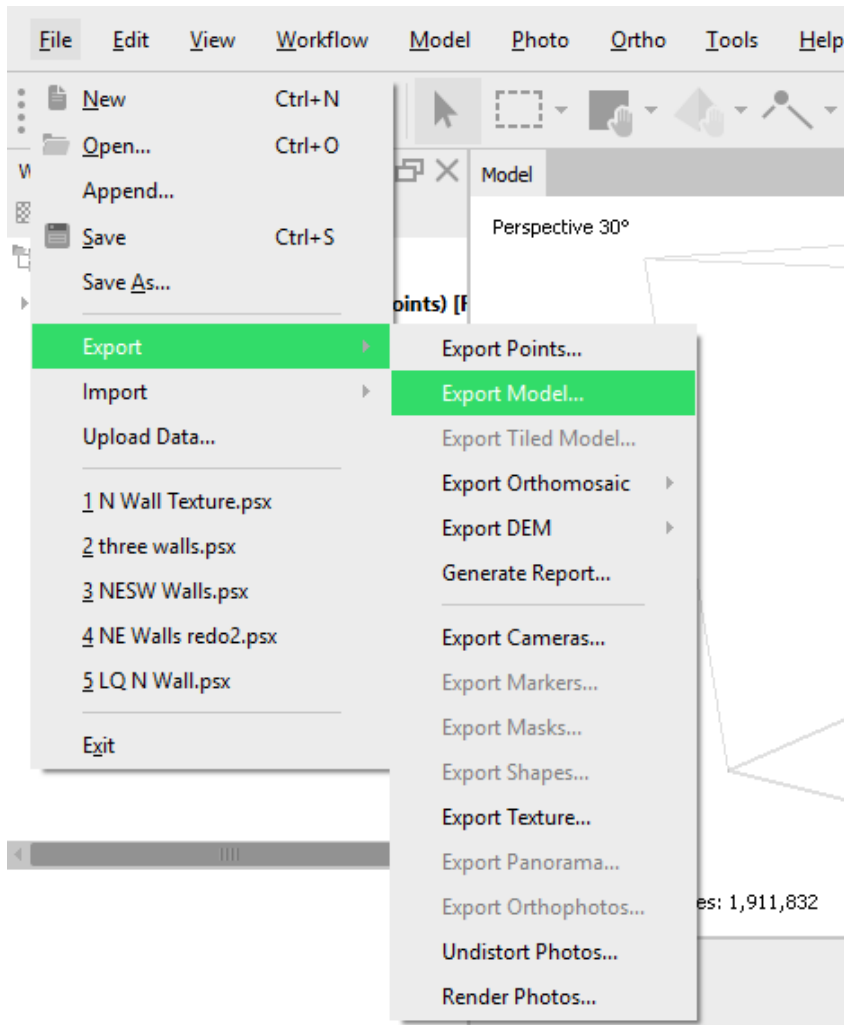 File Edit View Workflow Model Photo Ortho Tools Help
New Ctrl+N
Open... Ctrl+O
Append...
Save Ctrl+S
Save As...
Export
Import
Upload Data...
1 N Wall Texture.psx
2 three walls.psx
3 NESW Walls.psx
4 NE Walls redo2.psx
5 LQ N Wall.psx
Exit
Model
Perspective 30°
Export Points...
Export Model...
Export Tiled Model...
Export Orthomosaic
Export DEM
Generate Report...
Export Cameras...
Export Markers...
Export Masks...
Export Shapes...
Export Texture...
Export Panorama...
Export Orthophotos...
Undistort Photos...
Render Photos...
1,911,832